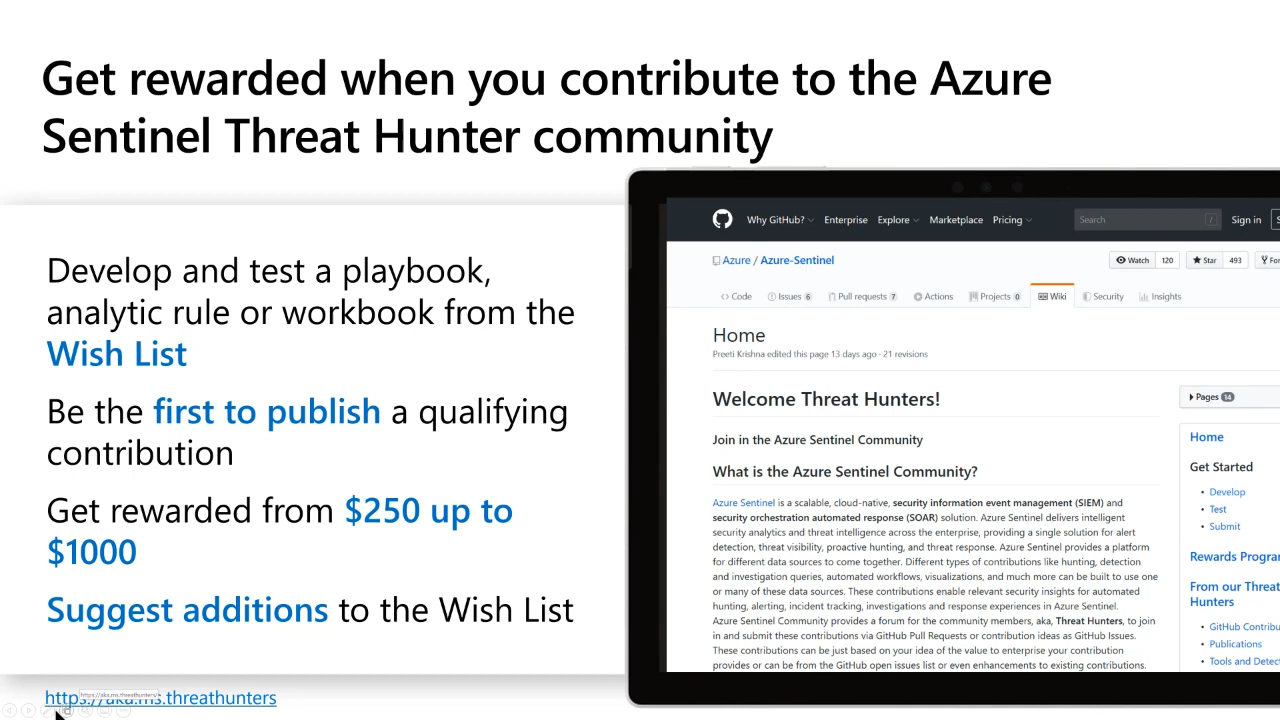 Get rewarded when you contribute to the Azure
Sentinel Threat Hunter community
Develop and test a playbook,
analytic rule or workbook from the
Wish List
Be the first to publish a qualifying
contribution
Get rewarded from $250 up to
$1000
Suggest additions to the Wish List
https://aka.ms.threathunters
https://aka.ms.threathunters/
Why GitHub? Enterprise Explore Marketplace Pricing Search / Sign in
Azure / Azure-Sentinel Watch 120 Star 493 For
Code Issues 6 Pull requests 7 Actions Projects 0 Wiki Security Insights
Home
Preeti Krishna edited this page 13 days ago · 21 revisions
Welcome Threat Hunters!
Join in the Azure Sentinel Community
What is the Azure Sentinel Community?
Azure Sentinel is a scalable, cloud-native, security information event management (SIEM) and
security orchestration automated response (SOAR) solution. Azure Sentinel delivers intelligent
security analytics and threat intelligence across the enterprise, providing a single solution for alert
detection, threat visibility, proactive hunting, and threat response. Azure Sentinel provides a platform
for different data sources to come together. Different types of contributions like hunting, detection
and investigation queries, automated workflows, visualizations, and much more can be built to use one
or many of these data sources. These contributions enable relevant security insights for automated
hunting, alerting, incident tracking, investigations and response experiences in Azure Sentinel.
Azure Sentinel Community provides a forum for the community members, aka, Threat Hunters, to join
in and submit these contributions via GitHub Pull Requests or contribution ideas as GitHub Issues.
These contributions can be just based on your idea of the value to enterprise your contribution
provides or can be from the GitHub open issues list or even enhancements to existing contributions.
Pages 14
Home
Get Started
• Develop
• Test
• Submit
Rewards Program
From our Threat
Hunters
• GitHub Contribu
• Publications
• Tools and Detec